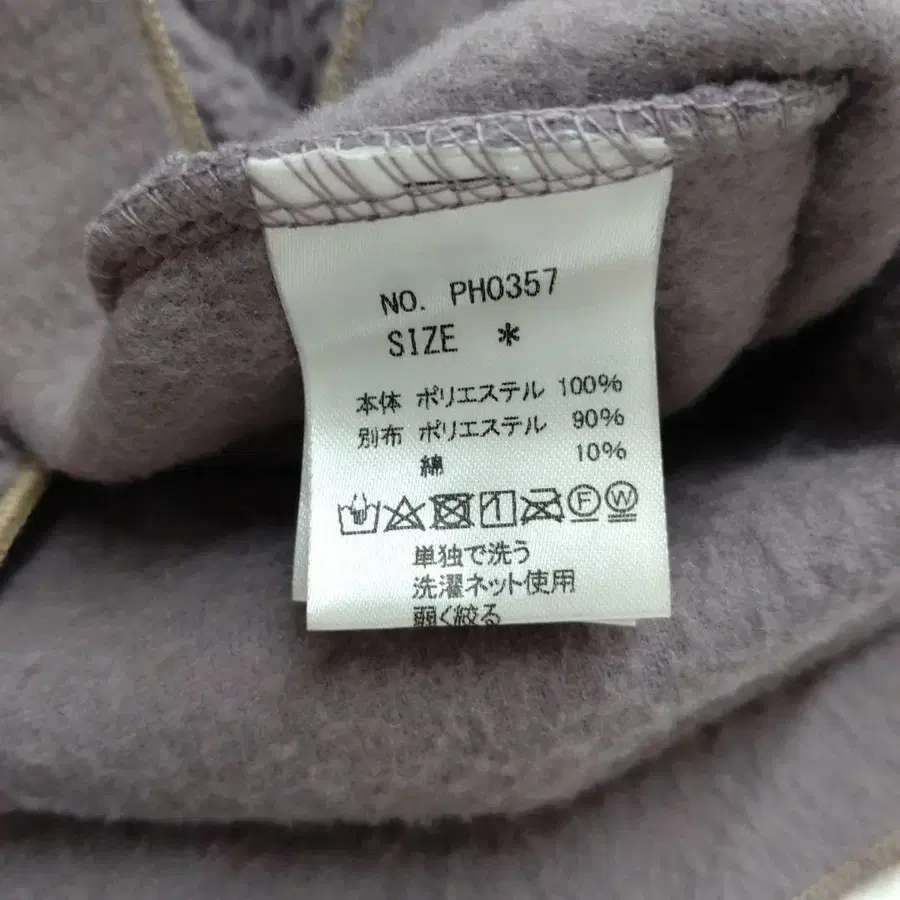 NO. PH0357
SIZE *
本体 ポリエステル 100%
別布 ポリエステル 90%
綿 10%
F W
単独で洗う
洗濯ネット使用
弱く絞る